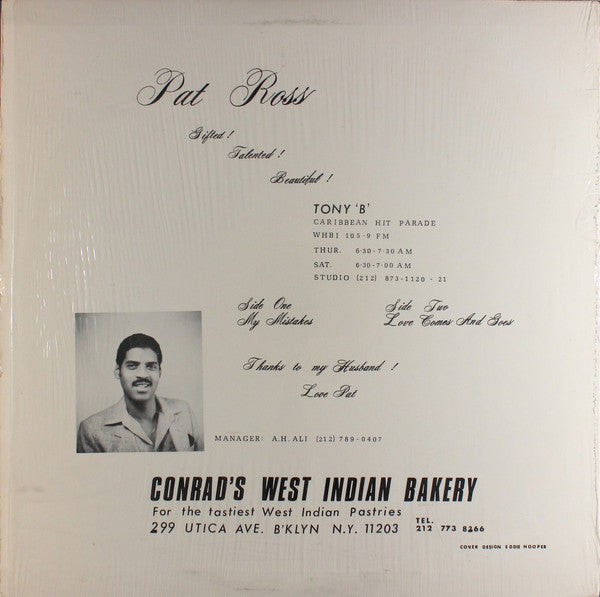 Pat Ross
Gifted!
Talented!
Beautiful!
TONY 'B'
CARIBBEAN HIT PARADE
WHBI 105-9 FM
THUR. 6:30-7:30 AM
SAT. 6:30-7:00 AM
STUDIO (212) 873-1120-21
Side One
My Mistakes
Side Two
Love Comes And Goes
Thanks to my Husband!
Love Pat
MANAGER: A.H. ALI (212) 789-0407
CONRAD'S WEST INDIAN BAKERY
For the tastiest West Indian Pastries
299 UTICA AVE. B'KLYN N.Y. 11203
TEL.
212 773 8266
COVER DESIGN EDDIE HOOPER